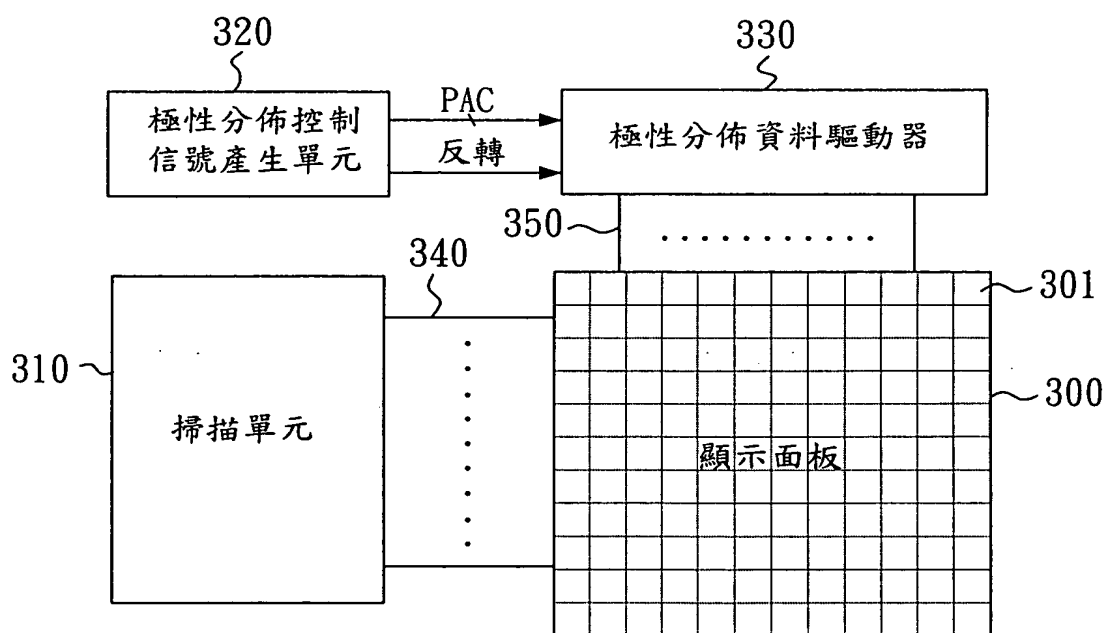 320
330
極性分佈控制
信號產生單元
PAC
反轉
極性分佈資料驅動器
350
340
301
310
掃描單元
300
顯示面板